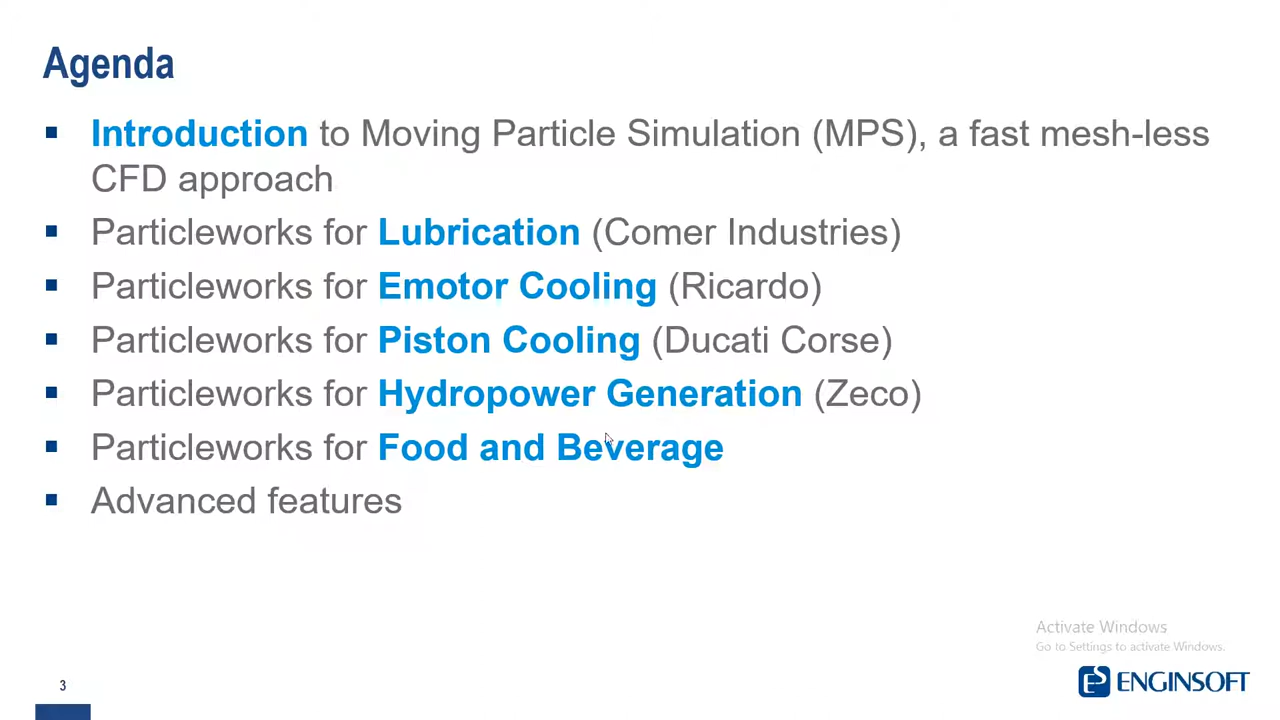 Agenda
Introduction to Moving Particle Simulation (MPS), a fast mesh-less
CFD approach
Particleworks for Lubrication (Comer Industries)
Particleworks for Emotor Cooling (Ricardo)
Particleworks for Piston Cooling (Ducati Corse)
Particleworks for Hydropower Generation (Zeco)
Particleworks for Food and Beverage
Advanced features
Activate Windows
Go to Settings to activate Windows.
3
ENGINSOFT